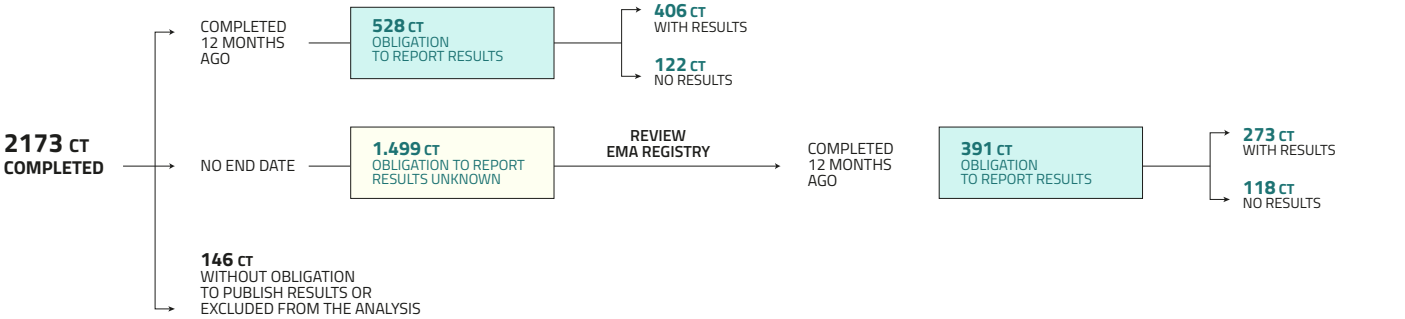 2173 CT
COMPLETED
COMPLETED
12 MONTHS
AGO
528 CT
OBLIGATION
TO REPORT RESULTS
406 CT
WITH RESULTS
122 CT
NO RESULTS
NO END DATE
1.499 CT
OBLIGATION TO REPORT
RESULTS UNKNOWN
REVIEW
EMA REGISTRY
COMPLETED
12 MONTHS
AGO
391 CT
OBLIGATION
TO REPORT RESULTS
273 CT
WITH RESULTS
118 CT
NO RESULTS
146 CT
WITHOUT OBLIGATION
TO PUBLISH RESULTS OR
EXCLUDED FROM THE ANALYSIS